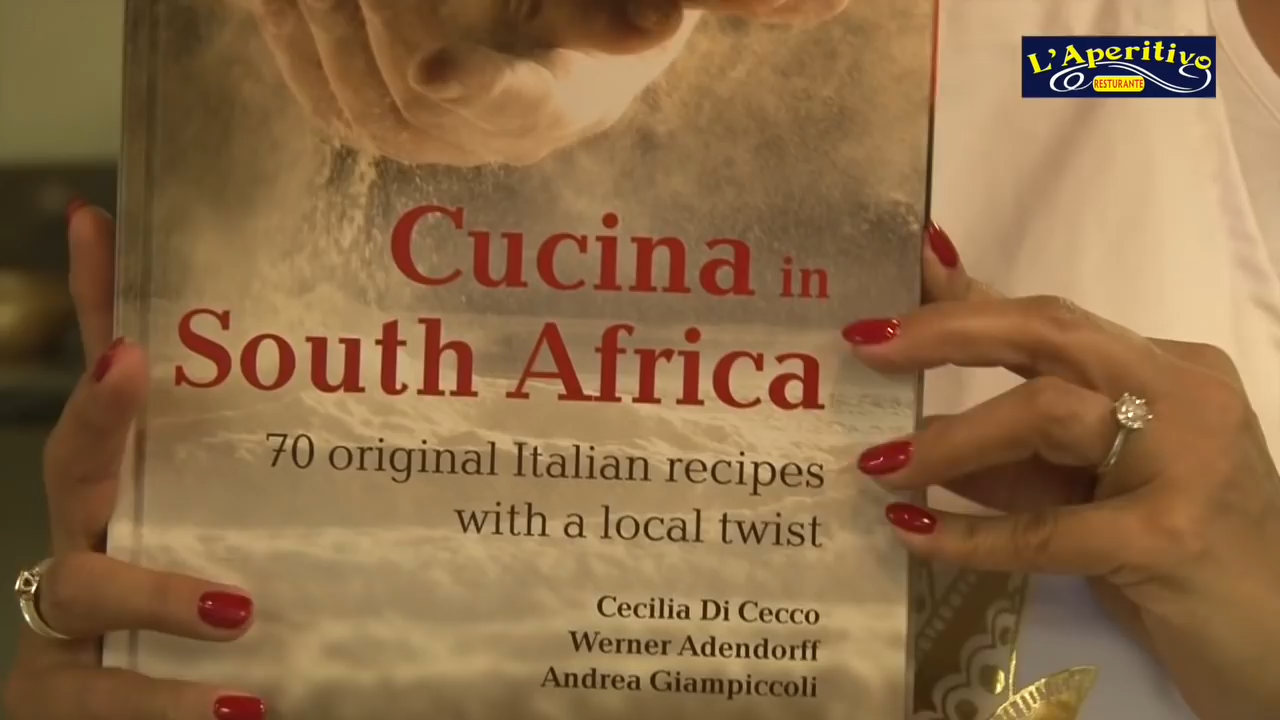 L'Aperitivo
RESTURANTE
Cucina in
South Africa
70 original Italian recipes
with a local twist
Cecilia Di Cecco
Werner Adendorff
Andrea Giampiccoli